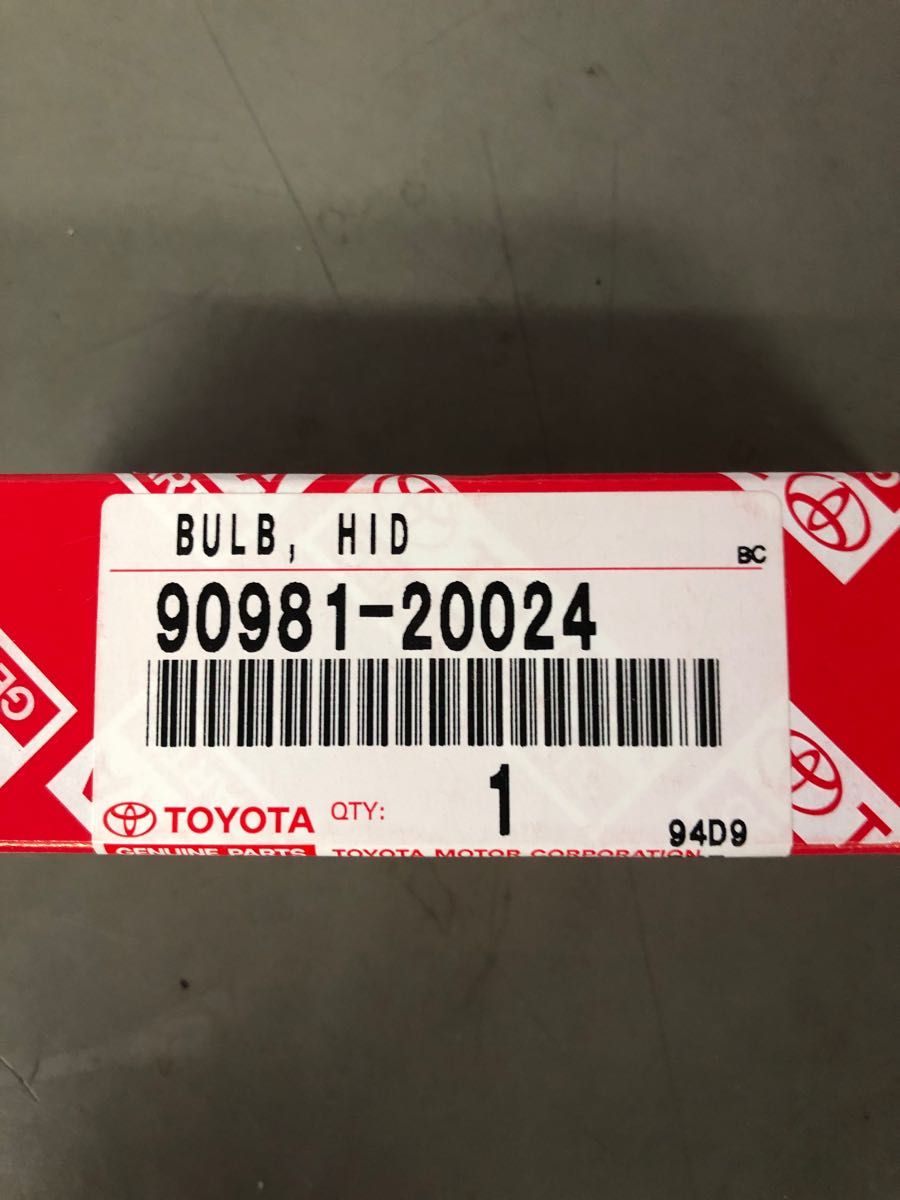 BULB, HID
BC
90981-20024
TOYOTA QTY: 1
94D9
GENUINE PARTS TOYOTA MOTOR CORPORATION